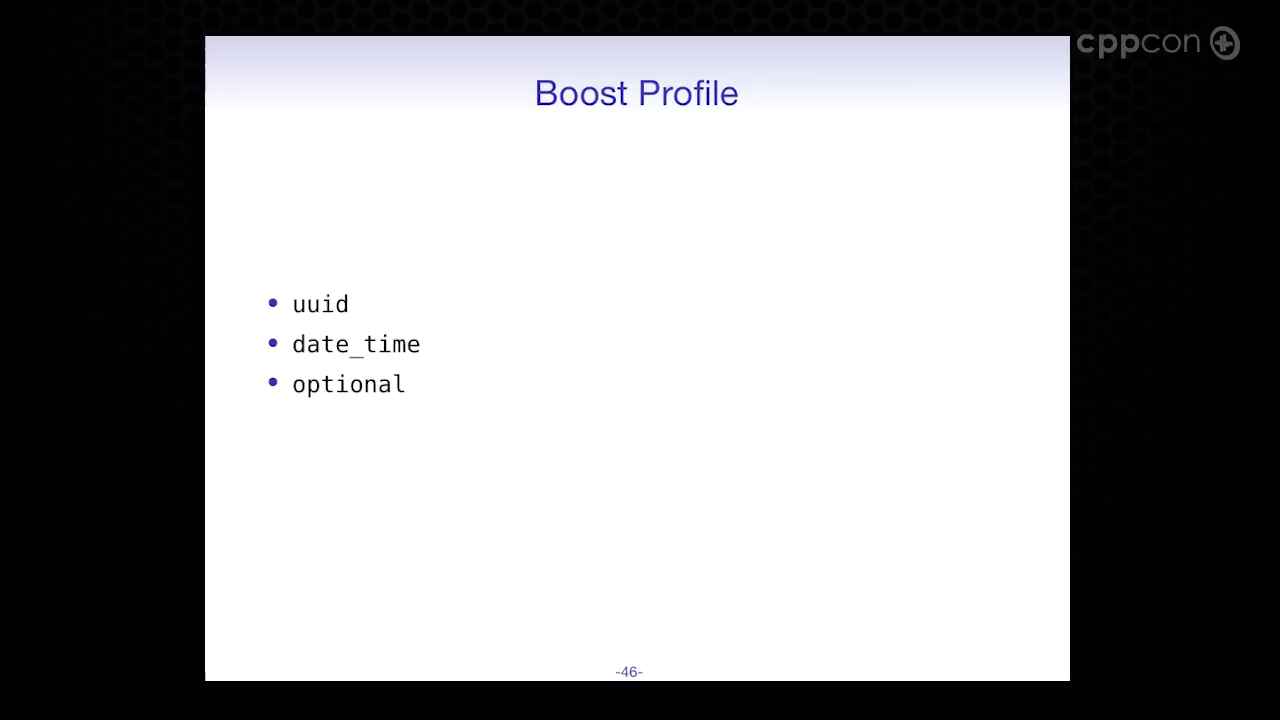 cppcon
Boost Profile
• uuid
• date_time
• optional
-46-